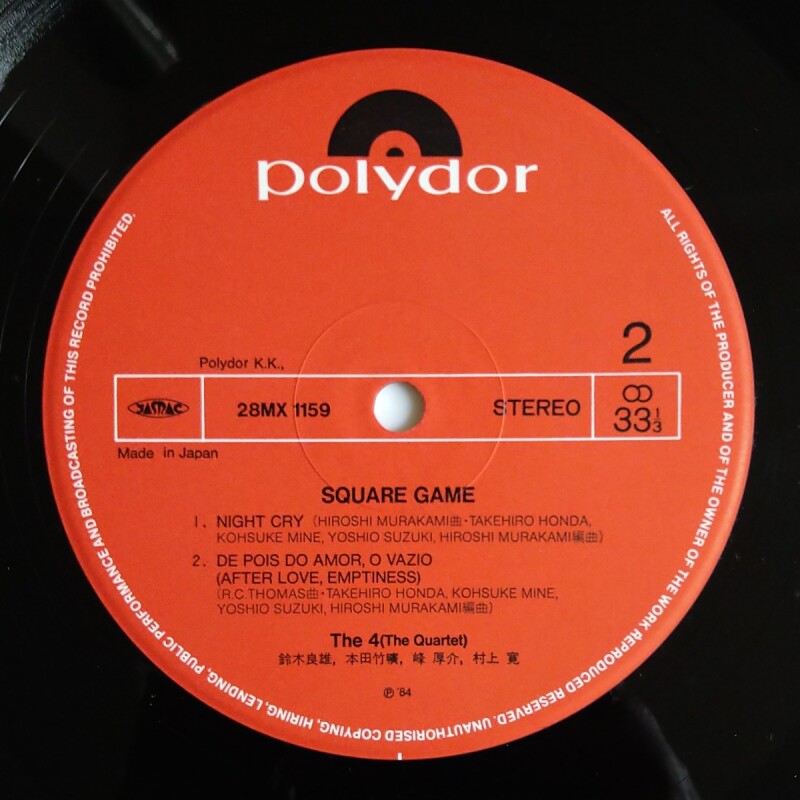 polydor
2
Polydor K.K.,
JASRAC
28MX 1159
STEREO
33 1/3
Made in Japan
SQUARE GAME
1. NIGHT CRY (HIROSHI MURAKAMI曲・TAKEHIRO HONDA,
KOHSUKE MINE, YOSHIO SUZUKI, HIROSHI MURAKAMI編曲)
2. DE POIS DO AMOR, O VAZIO
(AFTER LOVE, EMPTINESS)
(R.C.THOMAS曲・TAKEHIRO HONDA, KOHSUKE MINE,
YOSHIO SUZUKI, HIROSHI MURAKAMI編曲)
The 4(The Quartet)
鈴木良雄, 本田竹曠, 峰 厚介, 村上 寛
℗ '84
ALL RIGHTS OF THE PRODUCER AND OF THE OWNER OF THE WORK REPRODUCED RESERVED. UNAUTHORISED COPYING, HIRING, LENDING, PUBLIC PERFORMANCE AND BROADCASTING OF THIS RECORD PROHIBITED.